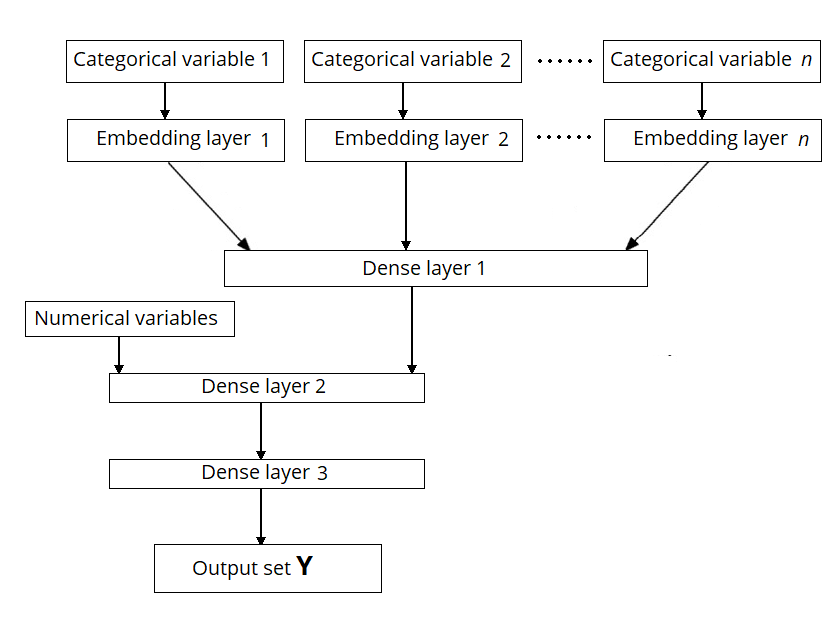 Categorical variable 1
Categorical variable 2
Categorical variable n
Embedding layer 1
Embedding layer 2
Embedding layer n
Dense layer 1
Numerical variables
Dense layer 2
Dense layer 3
Output set Y